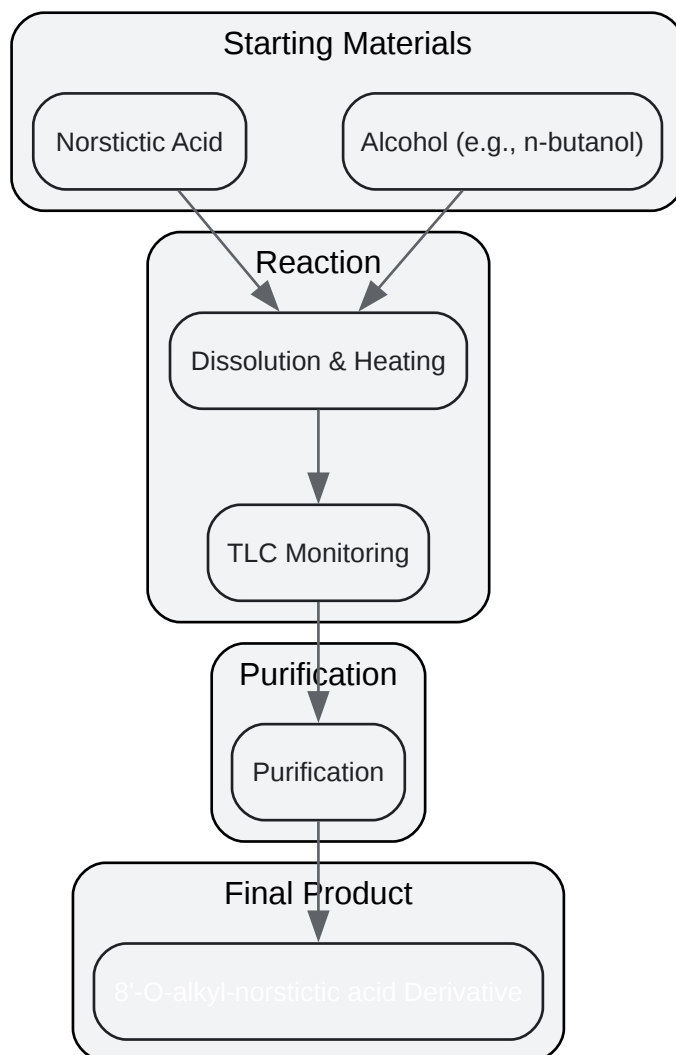 Starting Materials
Norstictic Acid
Alcohol (e.g., n-butanol)
Reaction
Dissolution & Heating
TLC Monitoring
Purification
Purification
Final Product
8'-O-alkyl-norstictic acid Derivative